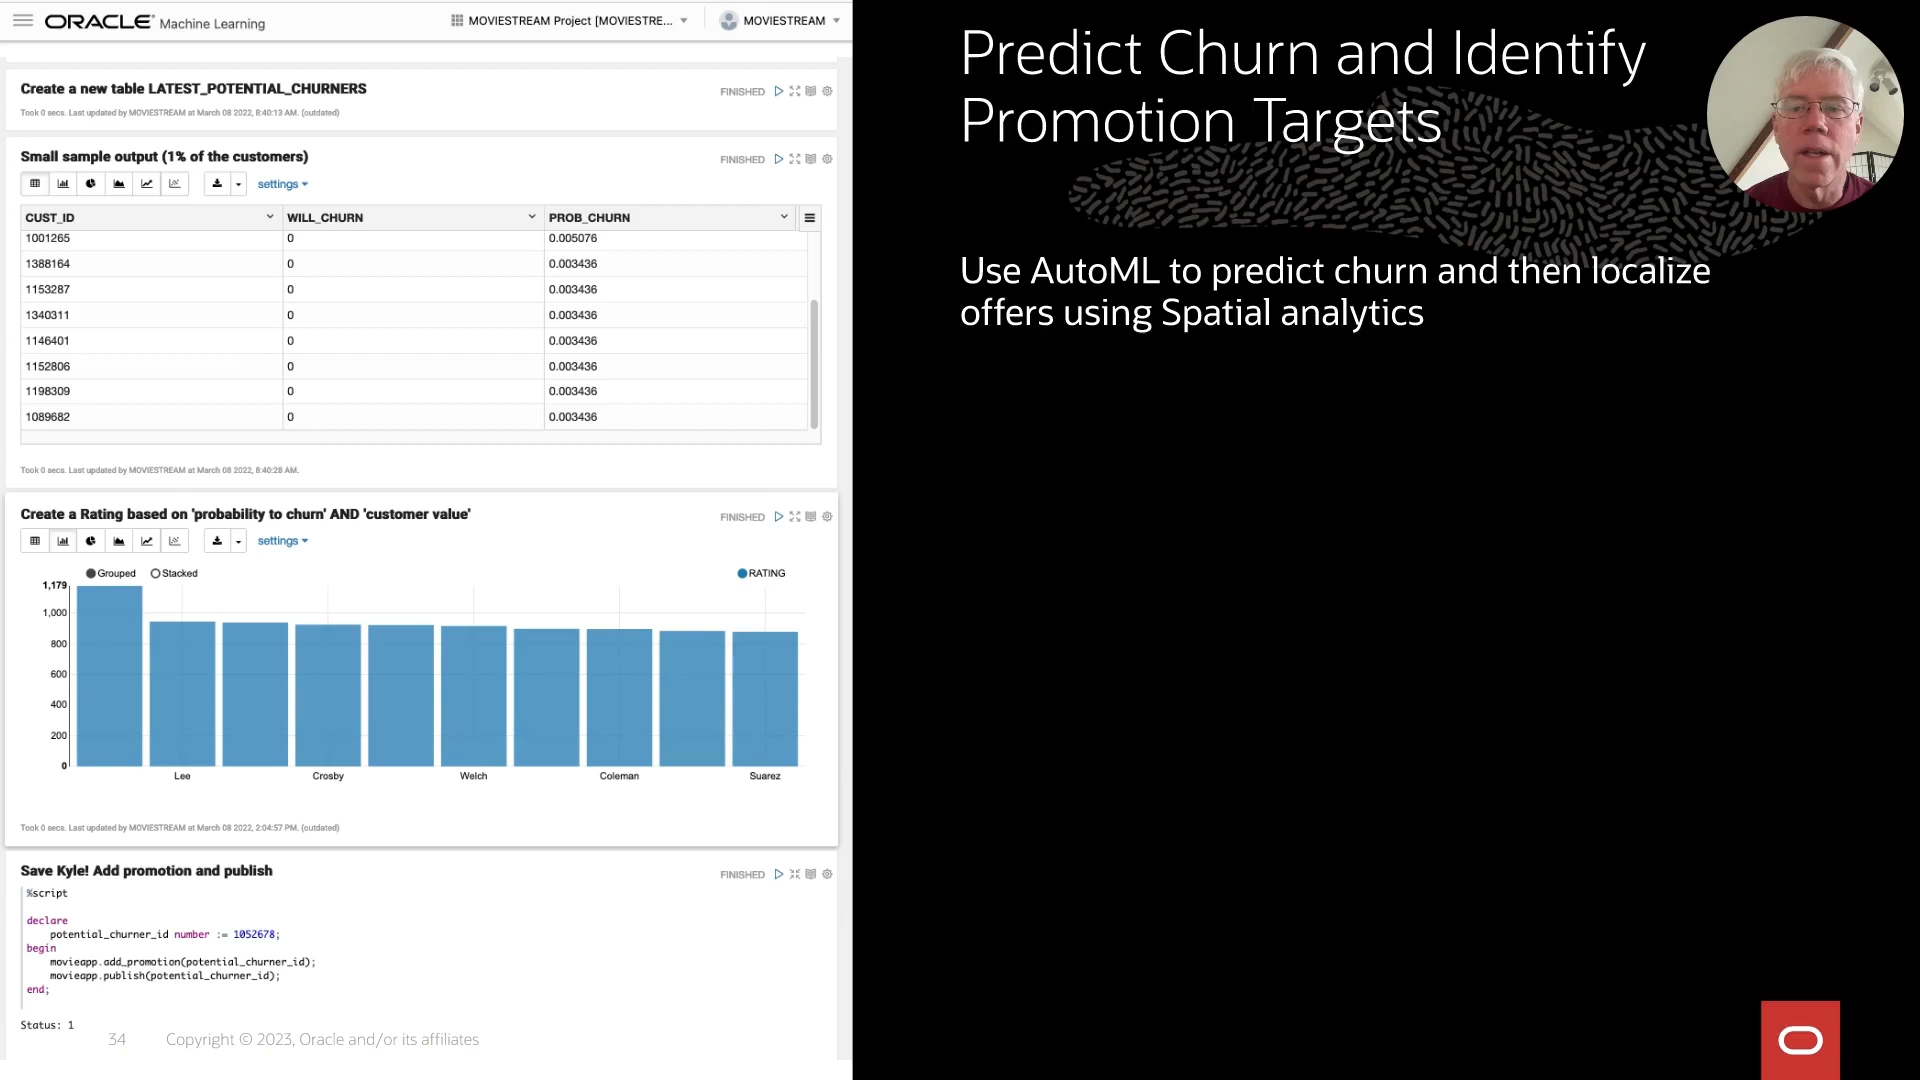 ORACLE Machine Learning
MOVIESTREAM Project [MOVIESTRE...
MOVIESTREAM
Create a new table LATEST_POTENTIAL_CHURNERS
FINISHED
Took 0 secs. Last updated by MOVIESTREAM at March 08 2022, 8:40:13 AM. (outdated)
Small sample output (1% of the customers)
FINISHED
settings
CUST_ID WILL_CHURN PROB_CHURN
1001265 0 0.005076
1388164 0 0.003436
1153287 0 0.003436
1340311 0 0.003436
1146401 0 0.003436
1152806 0 0.003436
1198309 0 0.003436
1089682 0 0.003436
Took 0 secs. Last updated by MOVIESTREAM at March 08 2022, 8:40:28 AM.
Create a Rating based on 'probability to churn' AND 'customer value'
FINISHED
settings
Grouped Stacked RATING
1,179
1,000
800
600
400
200
0
Lee Crosby Welch Coleman Suarez
Took 0 secs. Last updated by MOVIESTREAM at March 08 2022, 2:04:57 PM. (outdated)
Save Kyle! Add promotion and publish
FINISHED
%script
declare
potential_churner_id number := 1052678;
begin
movieapp.add_promotion(potential_churner_id);
movieapp.publish(potential_churner_id);
end;
Status: 1
34 Copyright © 2023, Oracle and/or its affiliates
Predict Churn and Identify
Promotion Targets
Use AutoML to predict churn and then localize
offers using Spatial analytics